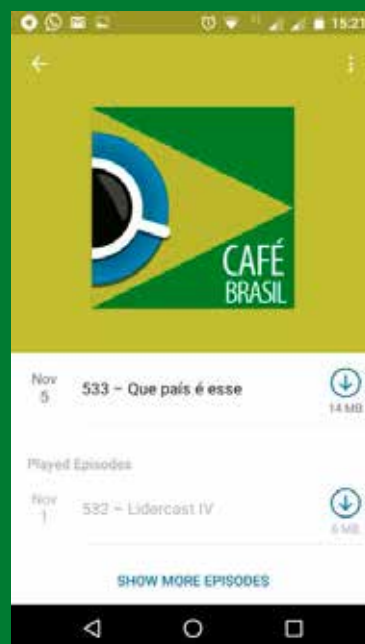 15:21
CAFÉ
BRASIL
Nov
5
533 – Que país é esse
14 MB
Played Episodes
Nov
1
532 – Lidercast IV
6 MB
SHOW MORE EPISODES